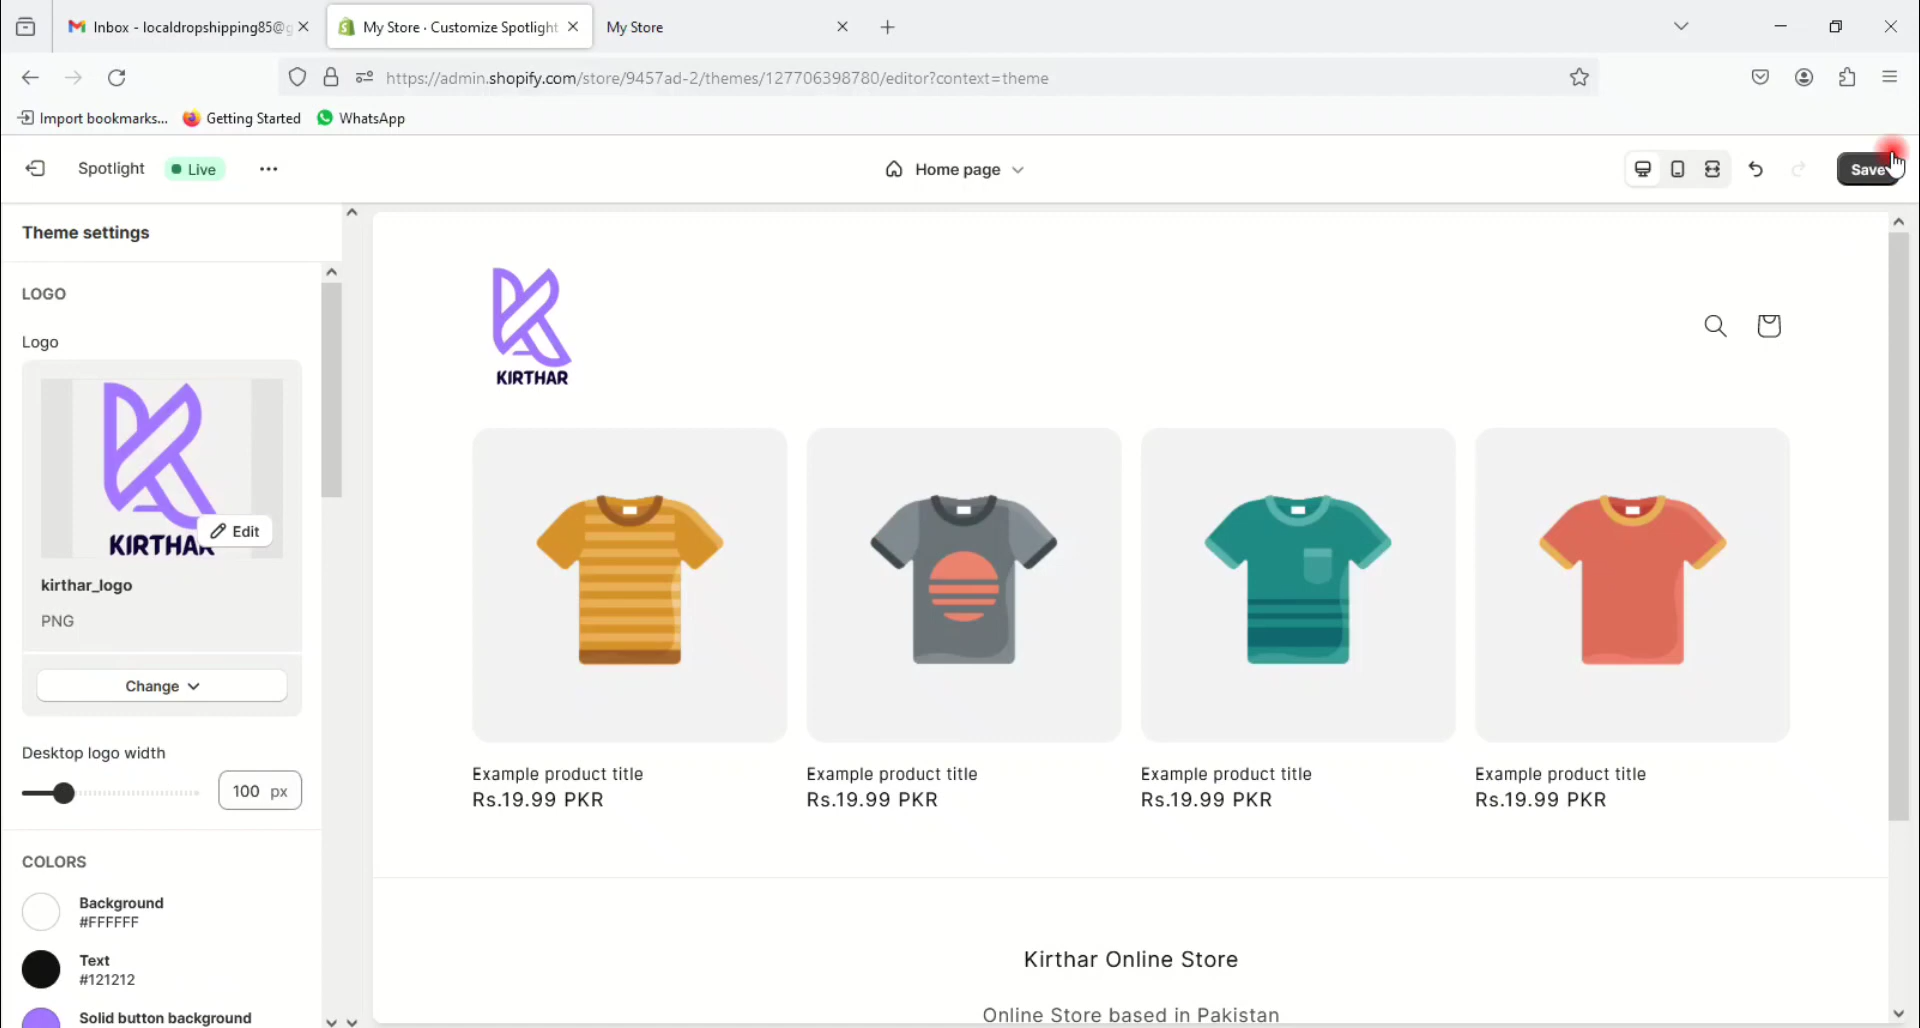 Inbox - localdropshipping85@g
My Store · Customize Spotlight
My Store
https://admin.shopify.com/store/9457ad-2/themes/127706398780/editor?context=theme
Import bookmarks...
Getting Started
WhatsApp
Spotlight
Live
Home page
Save
Theme settings
LOGO
Logo
KIRTHAR
Edit
kirthar_logo
PNG
Change
Desktop logo width
100 px
COLORS
Background
#FFFFFF
Text
#121212
Solid button background
KIRTHAR
Example product title
Rs.19.99 PKR
Example product title
Rs.19.99 PKR
Example product title
Rs.19.99 PKR
Example product title
Rs.19.99 PKR
Kirthar Online Store
Online Store based in Pakistan